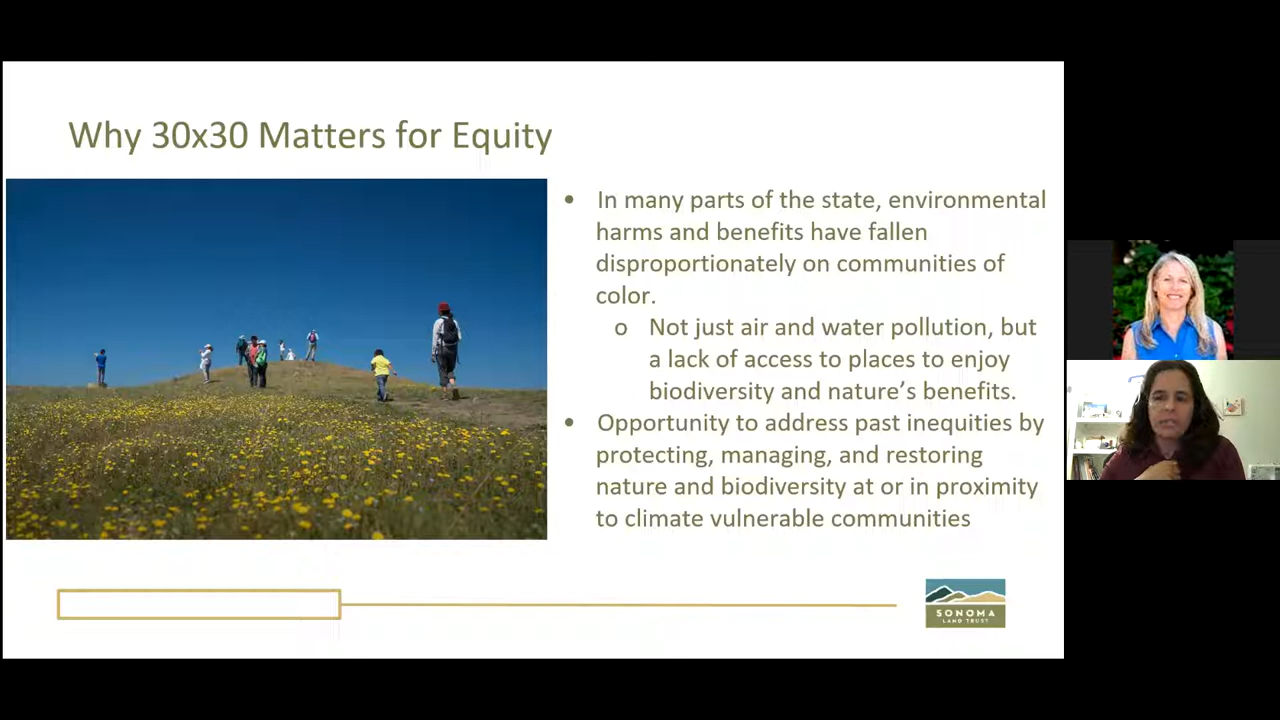 Why 30x30 Matters for Equity
• In many parts of the state, environmental
harms and benefits have fallen
disproportionately on communities of
color.
o Not just air and water pollution, but
a lack of access to places to enjoy
biodiversity and nature’s benefits.
• Opportunity to address past inequities by
protecting, managing, and restoring
nature and biodiversity at or in proximity
to climate vulnerable communities
SONOMA
LAND TRUST